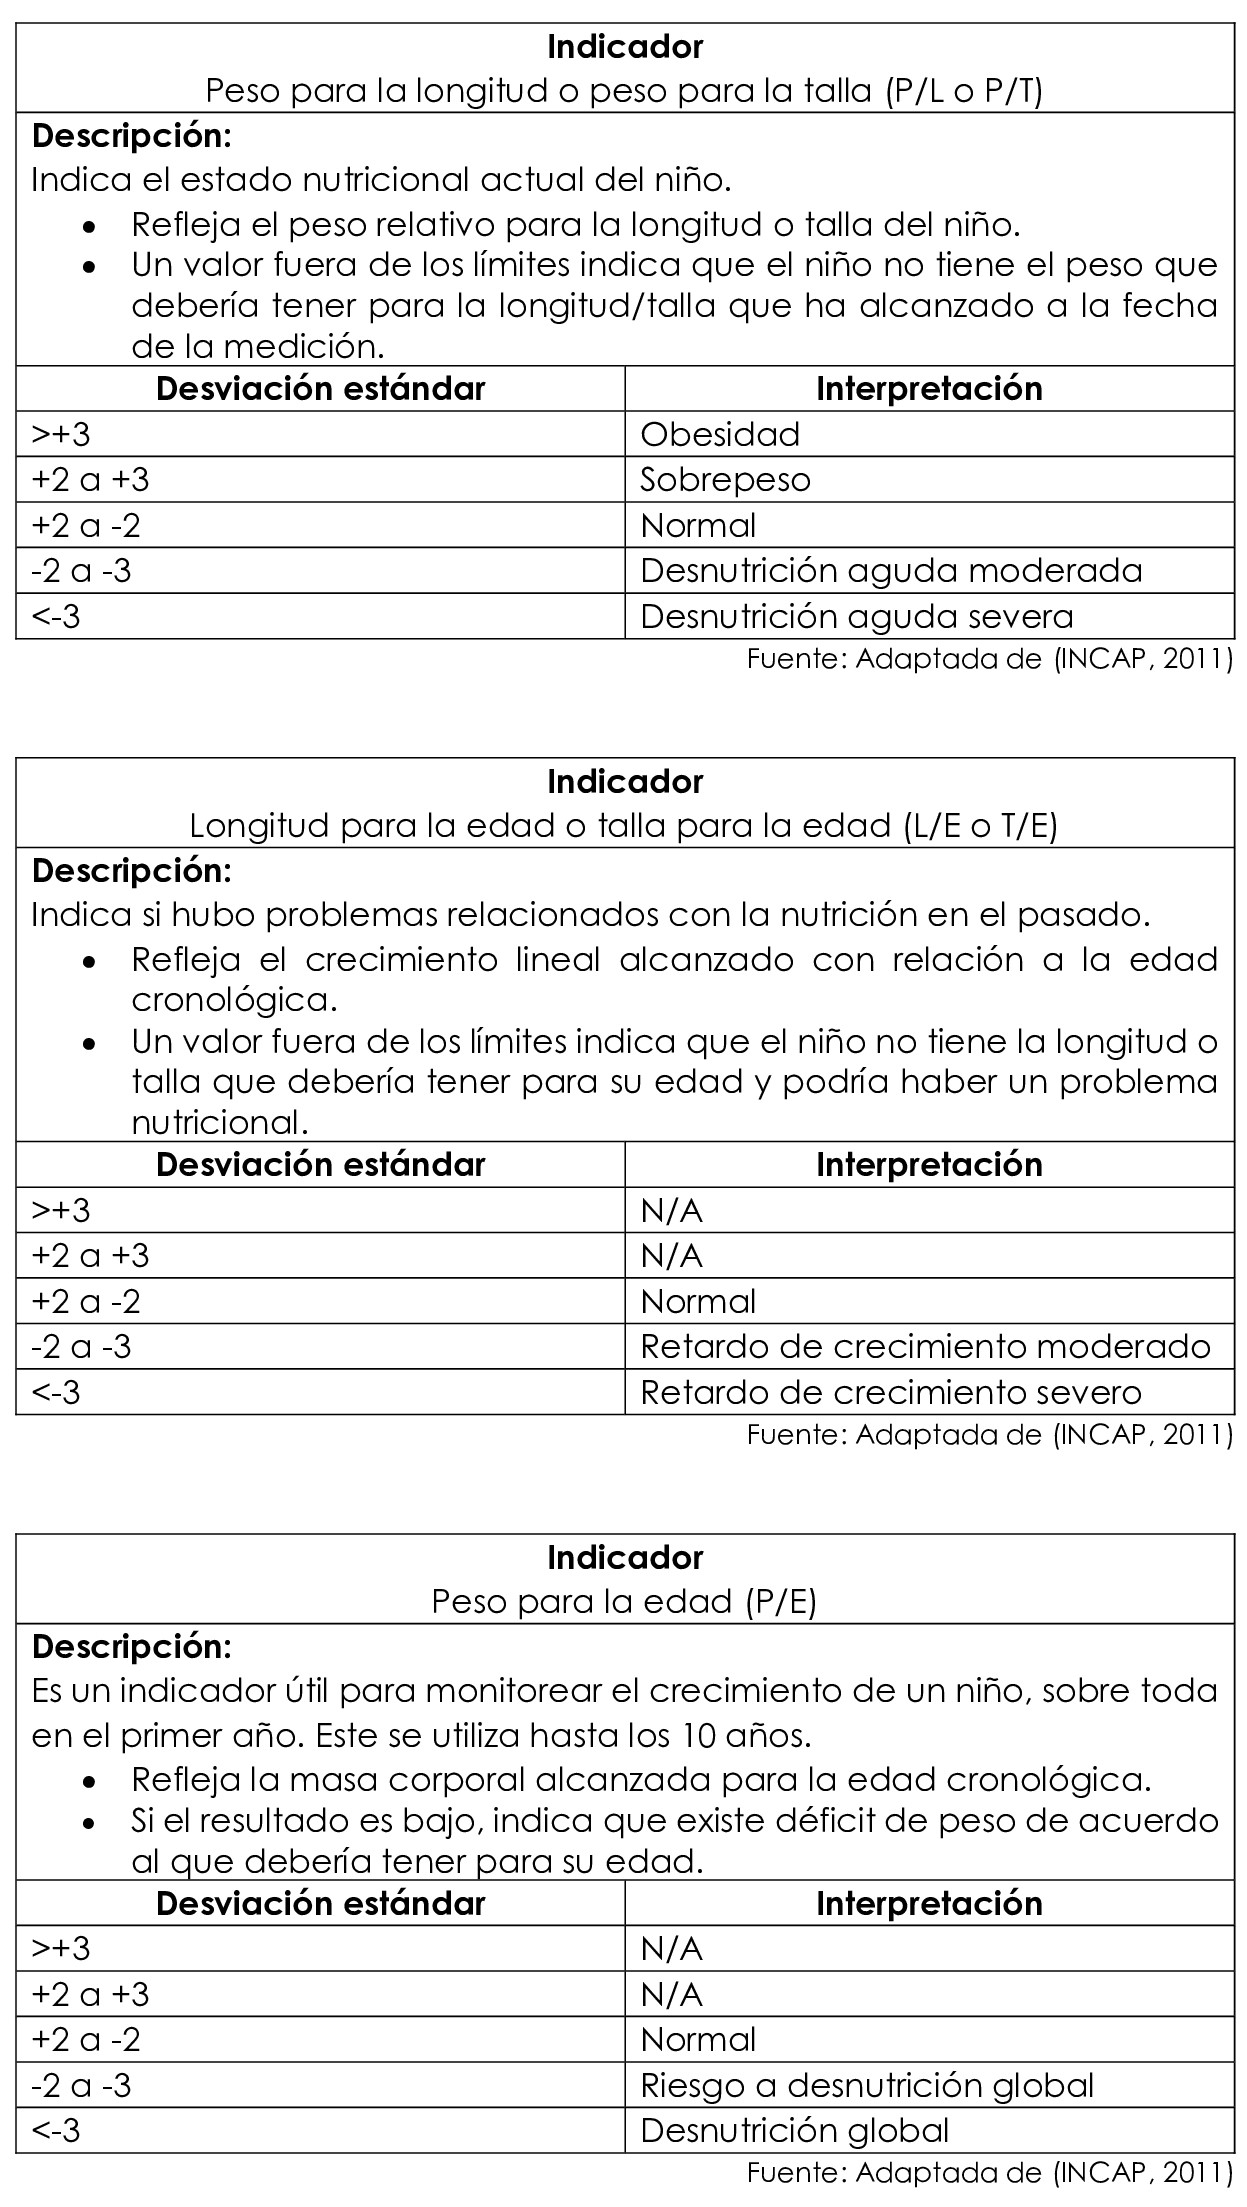 Indicador
Peso para la longitud o peso para la talla (P/L o P/T)
Descripción:
Indica el estado nutricional actual del niño.
• Refleja el peso relativo para la longitud o talla del niño.
• Un valor fuera de los límites indica que el niño no tiene el peso que
debería tener para la longitud/talla que ha alcanzado a la fecha
de la medición.
Desviación estándar Interpretación
>+3 Obesidad
+2 a +3 Sobrepeso
+2 a -2 Normal
-2 a -3 Desnutrición aguda moderada
<-3 Desnutrición aguda severa
Fuente: Adaptada de (INCAP, 2011)
Indicador
Longitud para la edad o talla para la edad (L/E o T/E)
Descripción:
Indica si hubo problemas relacionados con la nutrición en el pasado.
• Refleja el crecimiento lineal alcanzado con relación a la edad
cronológica.
• Un valor fuera de los límites indica que el niño no tiene la longitud o
talla que debería tener para su edad y podría haber un problema
nutricional.
Desviación estándar Interpretación
>+3 N/A
+2 a +3 N/A
+2 a -2 Normal
-2 a -3 Retardo de crecimiento moderado
<-3 Retardo de crecimiento severo
Fuente: Adaptada de (INCAP, 2011)
Indicador
Peso para la edad (P/E)
Descripción:
Es un indicador útil para monitorear el crecimiento de un niño, sobre toda
en el primer año. Este se utiliza hasta los 10 años.
• Refleja la masa corporal alcanzada para la edad cronológica.
• Si el resultado es bajo, indica que existe déficit de peso de acuerdo
al que debería tener para su edad.
Desviación estándar Interpretación
>+3 N/A
+2 a +3 N/A
+2 a -2 Normal
-2 a -3 Riesgo a desnutrición global
<-3 Desnutrición global
Fuente: Adaptada de (INCAP, 2011)